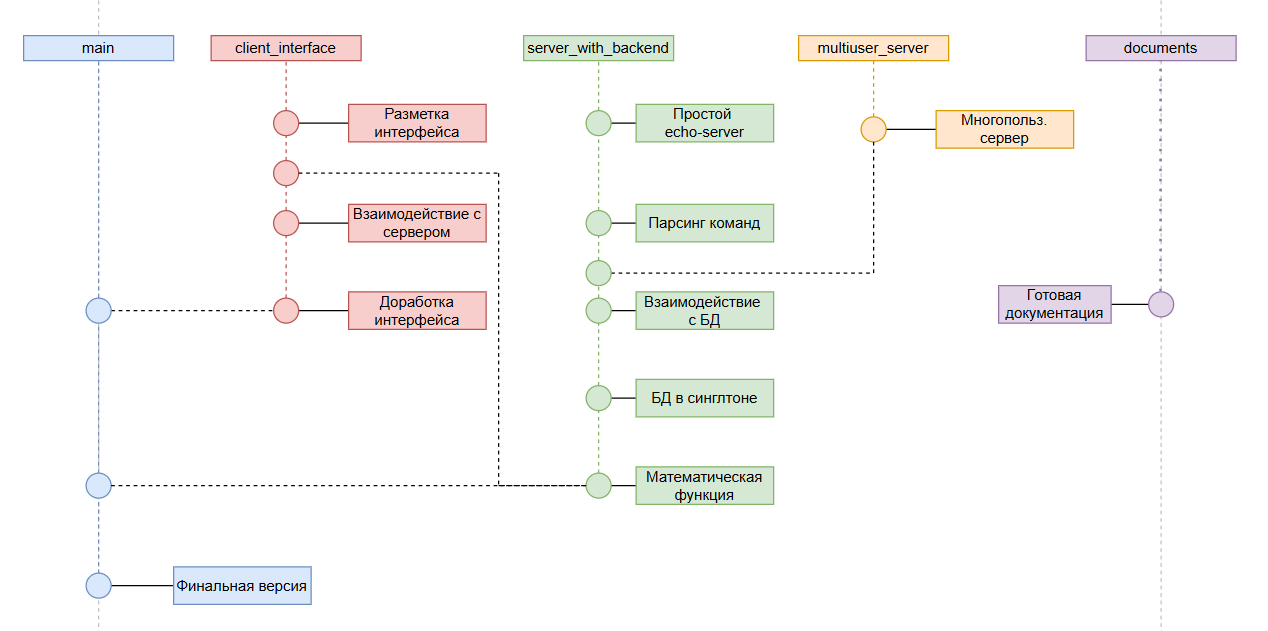 main
client_interface
server_with_backend
multiuser_server
documents
Разметка
интерфейса
Простой
echo-server
Многопольз.
сервер
Взаимодействие с
сервером
Парсинг команд
Доработка
интерфейса
Взаимодействие
с БД
Готовая
документация
БД в синглтоне
Математическая
функция
Финальная версия